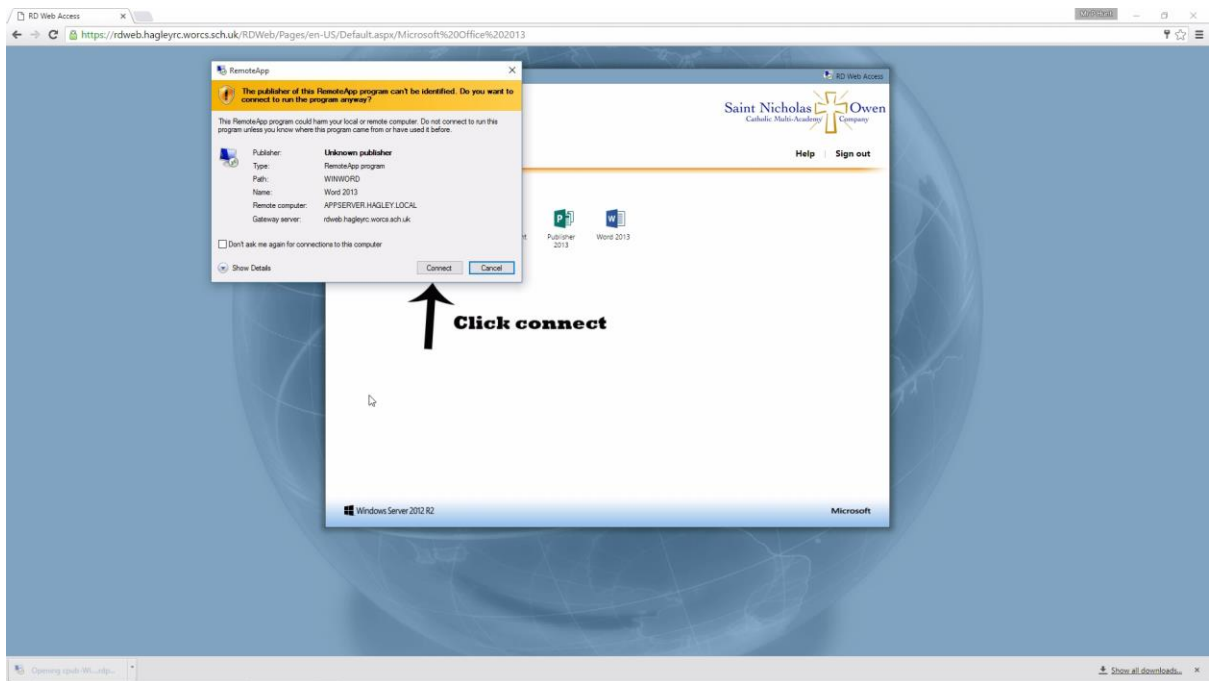 RD Web Access
https://rdweb.hagleyrc.worcs.sch.uk/RDWeb/Pages/en-US/Default.aspx/Microsoft%20Office%202013
RemoteApp
The publisher of this RemoteApp program can't be identified. Do you want to
connect to run the program anyway?
This RemoteApp program could harm your local or remote computer. Do not connect to run this
program unless you know where this program came from or have used it before.
Publisher: Unknown publisher
Type: RemoteApp program
Path: WINWORD
Name: Word 2013
Remote computer: APPSERVER.HAGLEY.LOCAL
Gateway server: rdweb.hagleyrc.worcs.sch.uk
Don't ask me again for connections to this computer
Show Details
Connect
Cancel
RD Web Access
Saint Nicholas Owen
Catholic Multi-Academy Company
Help
Sign out
Publisher
2013
Word 2013
Click connect
Windows Server 2012 R2
Microsoft
Show all downloads...